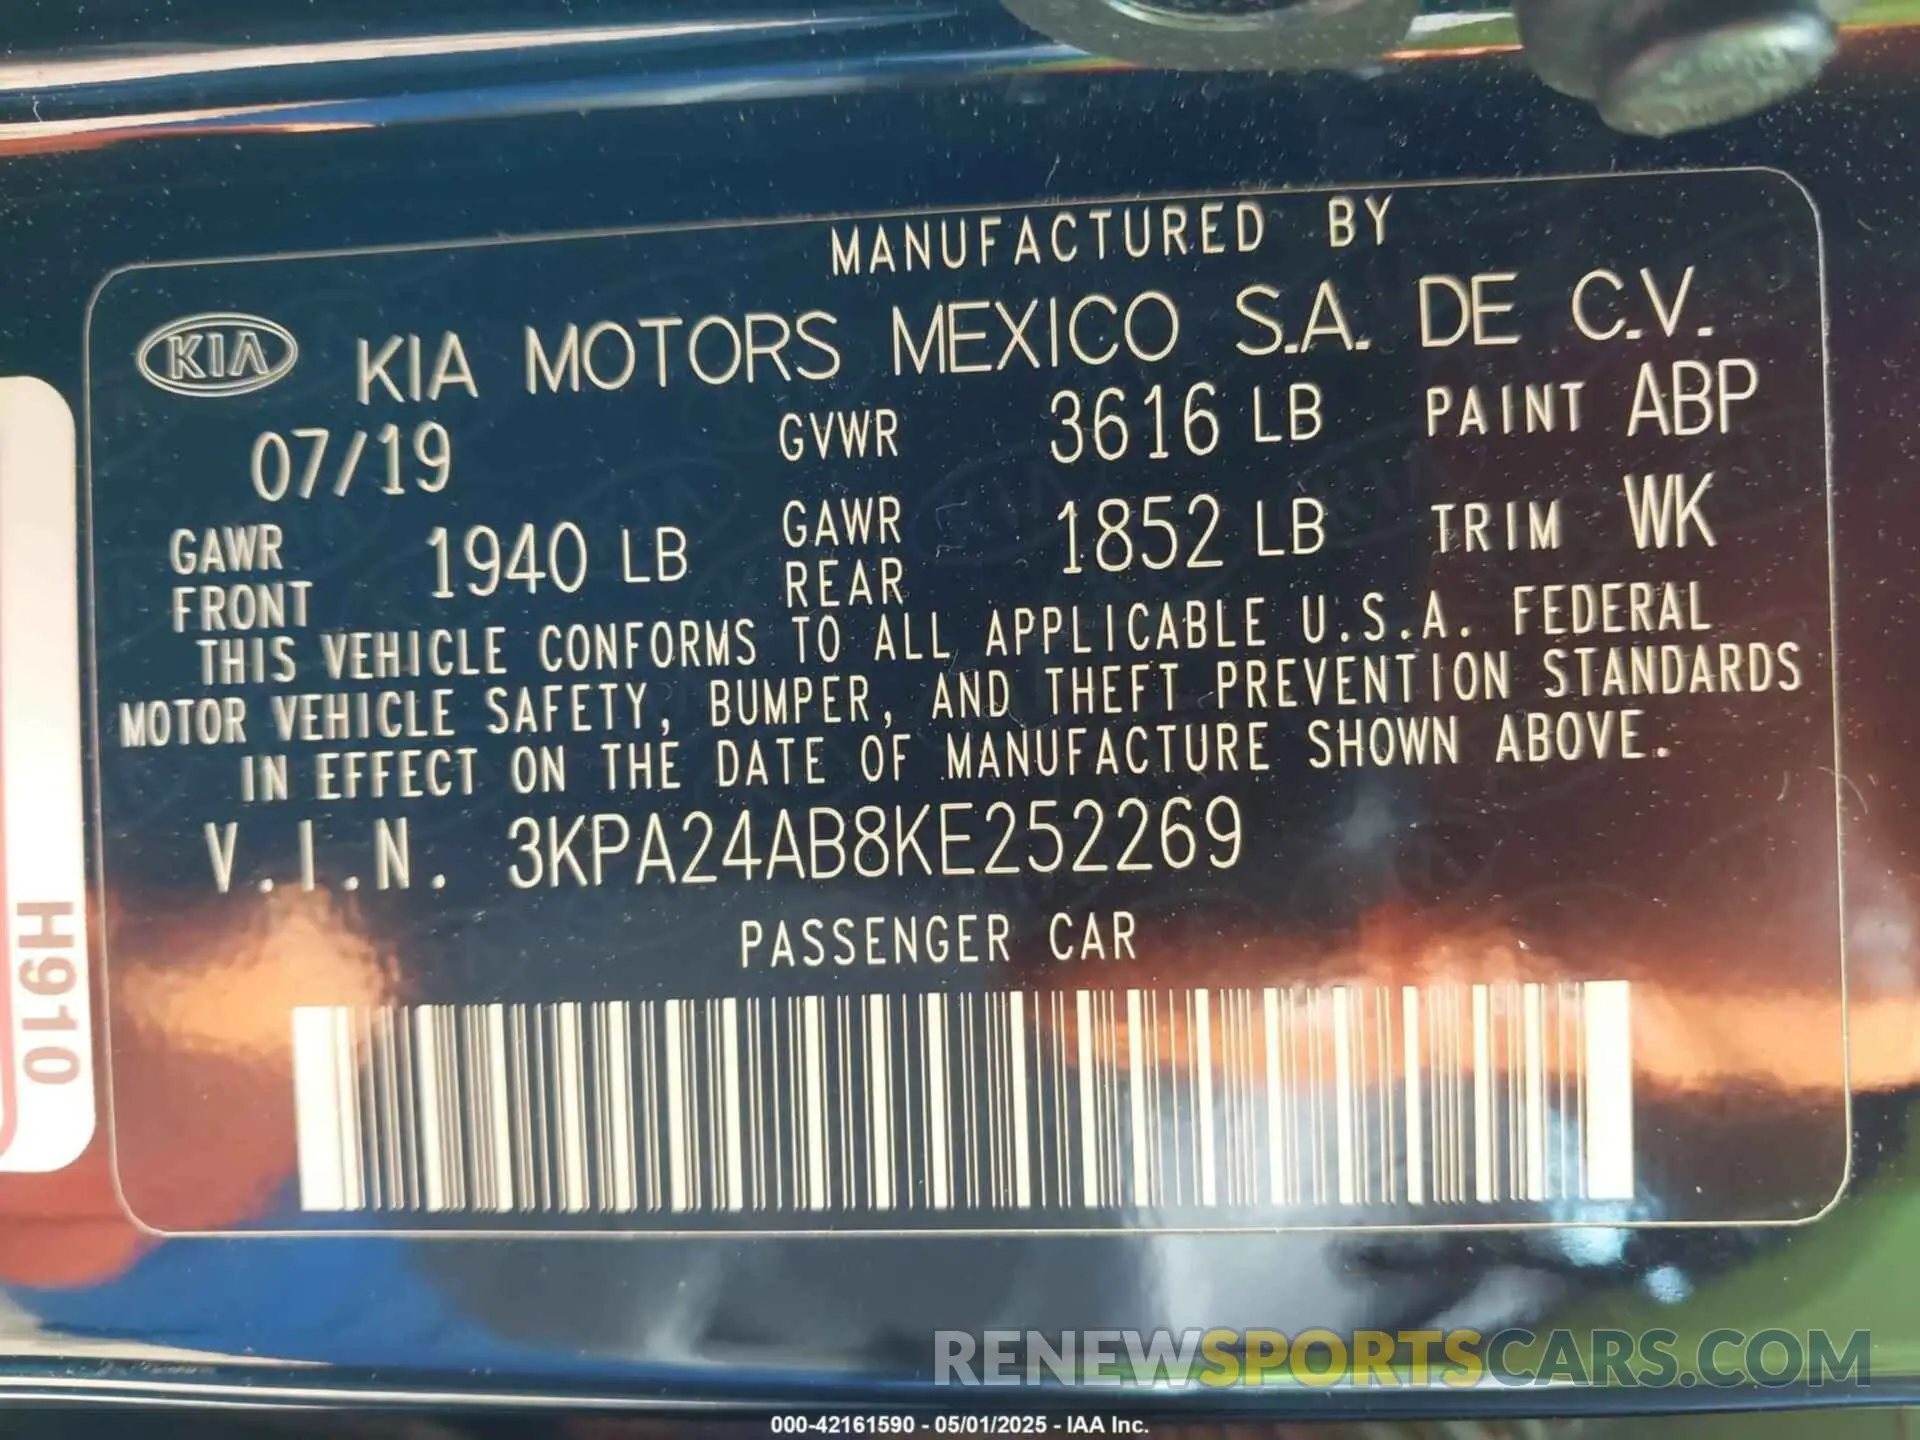 MANUFACTURED BY
KIA KIA MOTORS MEXICO S.A. DE C.V.
07/19 GVWR 3616 LB PAINT ABP
GAWR FRONT 1940 LB GAWR REAR 1852 LB TRIM WK
THIS VEHICLE CONFORMS TO ALL APPLICABLE U.S.A. FEDERAL
MOTOR VEHICLE SAFETY, BUMPER, AND THEFT PREVENTION STANDARDS
IN EFFECT ON THE DATE OF MANUFACTURE SHOWN ABOVE.
V.I.N. 3KPA24AB8KE252269
PASSENGER CAR
H910
RENEWSPORTSCARS.COM
000-42161590 - 05/01/2025 - IAA Inc.